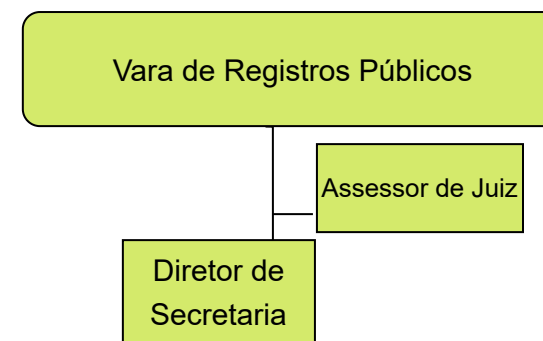 Vara de Registros Públicos
Assessor de Juiz
Diretor de
Secretaria